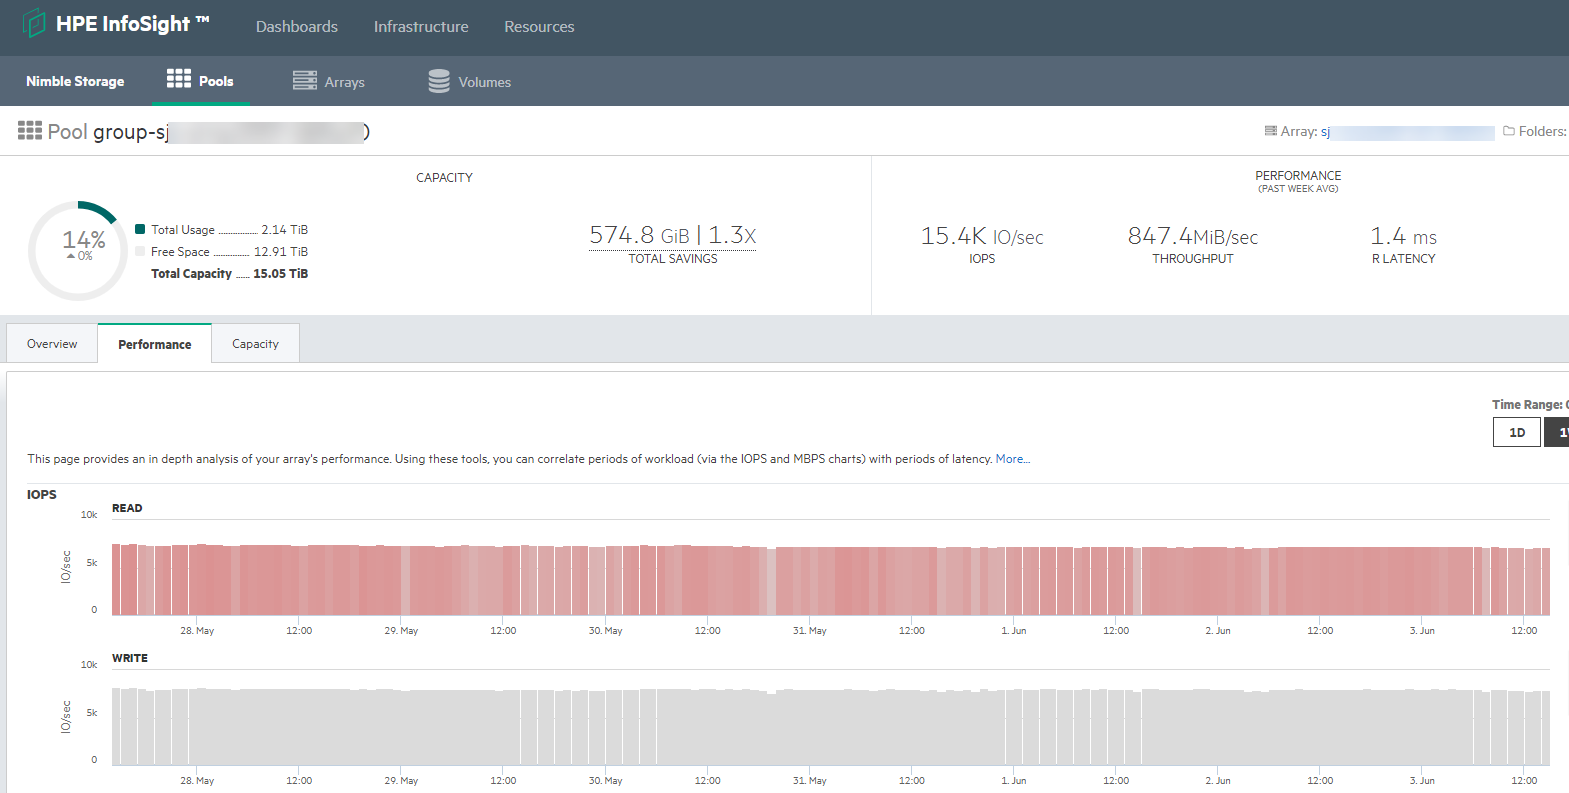 HPE InfoSight ™ Dashboards Infrastructure Resources
Nimble Storage Pools Arrays Volumes
Pool group-sj
Array: sj Folders:
CAPACITY
14%
0%
Total Usage 2.14 TiB
Free Space 12.91 TiB
Total Capacity 15.05 TiB
574.8 GiB | 1.3X
TOTAL SAVINGS
PERFORMANCE
(PAST WEEK AVG)
15.4K IO/sec
IOPS
847.4MiB/sec
THROUGHPUT
1.4 ms
R LATENCY
Overview Performance Capacity
Time Range:
1D
This page provides an in depth analysis of your array's performance. Using these tools, you can correlate periods of workload (via the IOPS and MBPS charts) with periods of latency. More...
IOPS
READ
10k
5k
0
IO/sec
28. May 12:00 29. May 12:00 30. May 12:00 31. May 12:00 1. Jun 12:00 2. Jun 12:00 3. Jun 12:00
WRITE
10k
5k
0
IO/sec
28. May 12:00 29. May 12:00 30. May 12:00 31. May 12:00 1. Jun 12:00 2. Jun 12:00 3. Jun 12:00